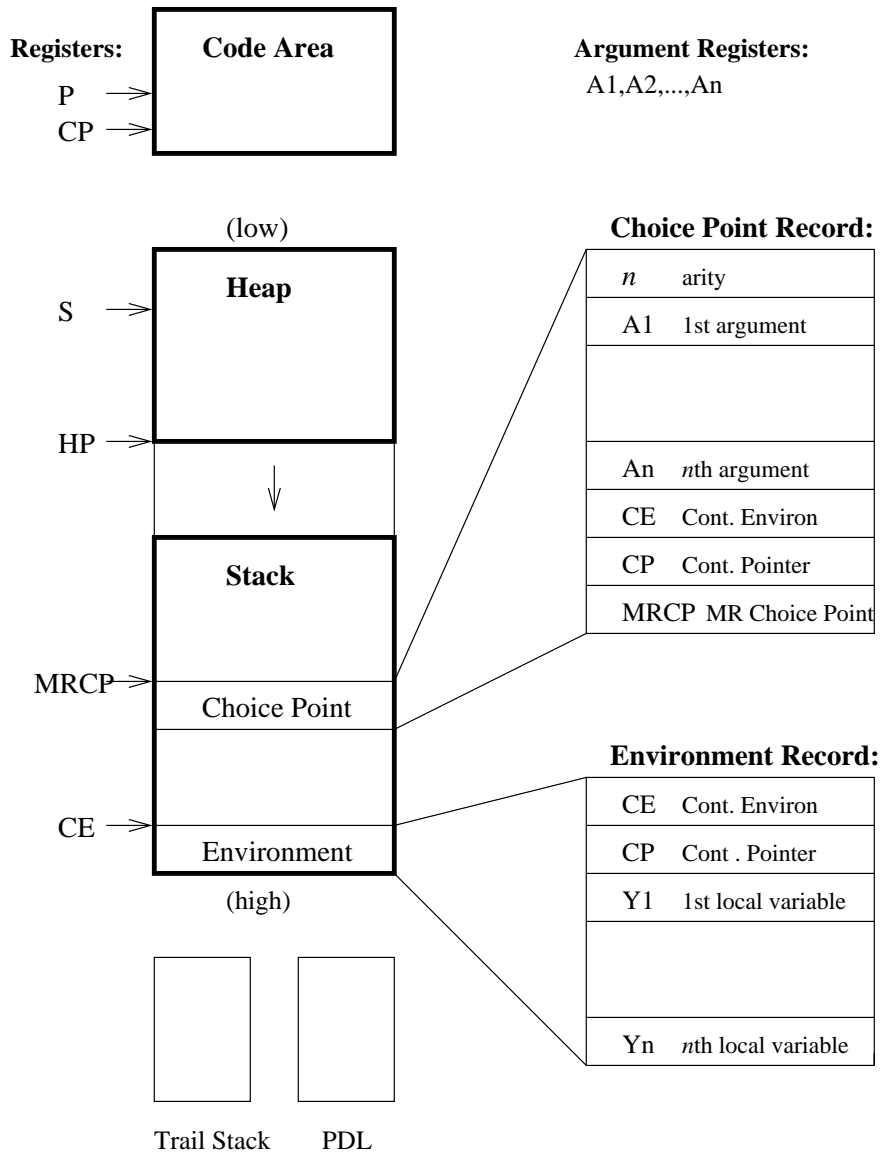 Registers:
Code Area
Argument Registers:
A1,A2,...,An
P
CP
(low)
Heap
S
HP
Stack
MRCP
Choice Point
CE
Environment
(high)
Choice Point Record:
n arity
A1 1st argument
An nth argument
CE Cont. Environ
CP Cont. Pointer
MRCP MR Choice Point
Environment Record:
CE Cont. Environ
CP Cont . Pointer
Y1 1st local variable
Yn nth local variable
Trail Stack
PDL